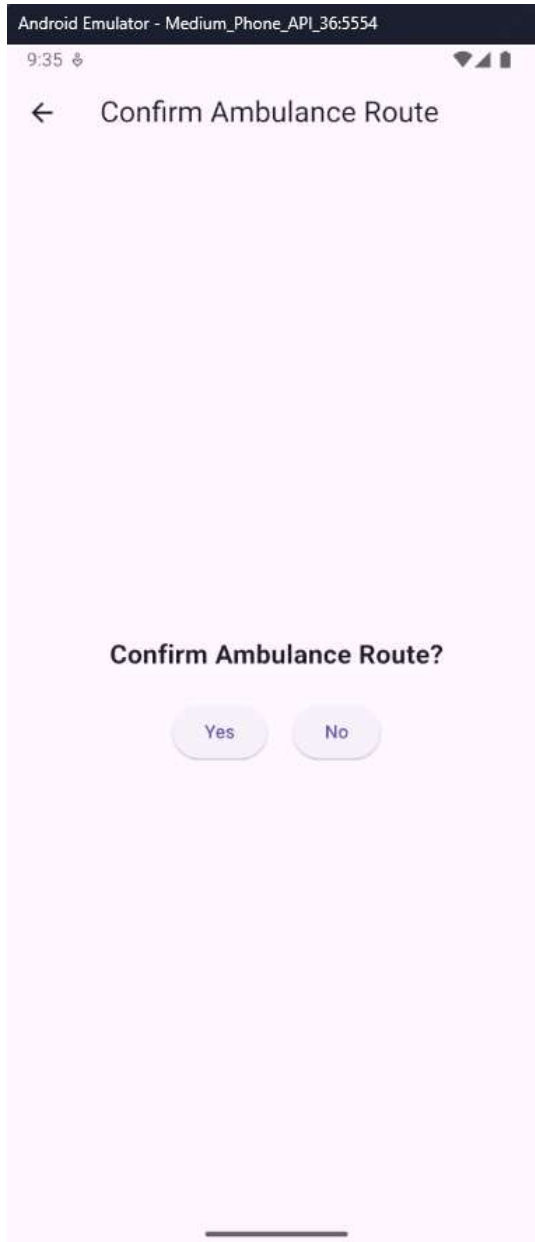 Android Emulator - Medium_Phone_API_36:5554
9:35
Confirm Ambulance Route
Confirm Ambulance Route?
Yes No